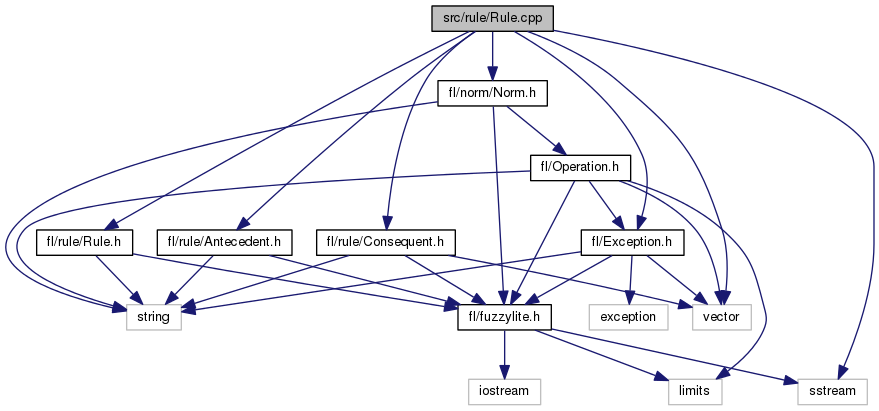 src/rule/Rule.cpp
fl/norm/Norm.h
fl/Operation.h
fl/rule/Rule.h
fl/rule/Antecedent.h
fl/rule/Consequent.h
fl/Exception.h
string
fl/fuzzylite.h
exception
vector
iostream
limits
sstream